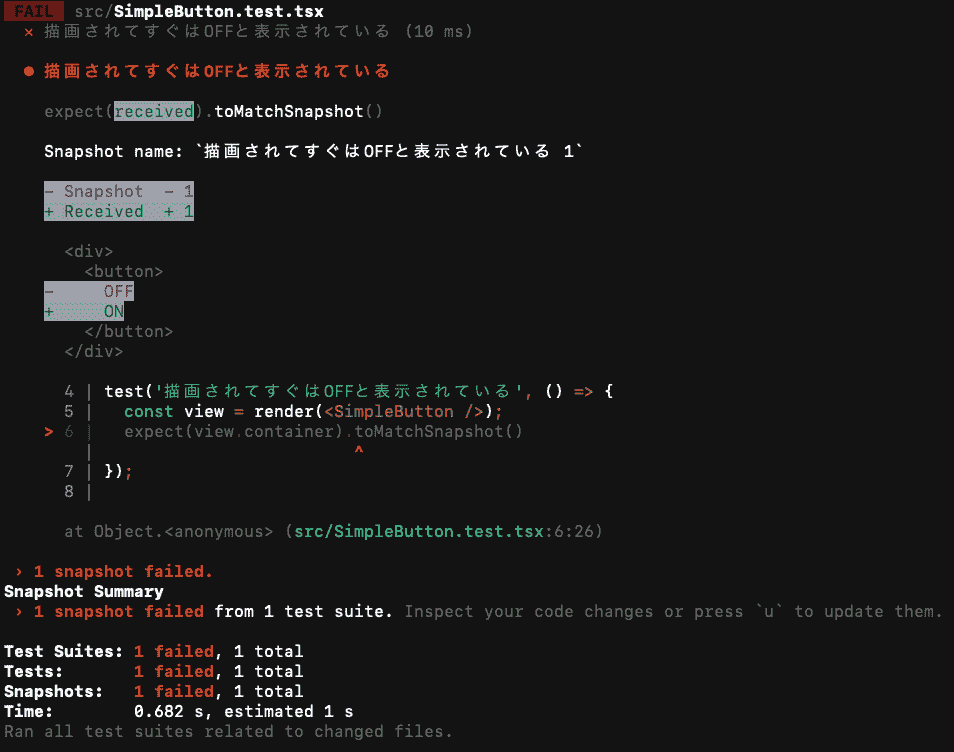 FAIL src/SimpleButton.test.tsx
× 描画されてすぐはOFFと表示されている (10 ms)
● 描画されてすぐはOFFと表示されている
expect(received).toMatchSnapshot()
Snapshot name: `描画されてすぐはOFFと表示されている 1`
- Snapshot  - 1
+ Received  + 1
<div>
<button>
-     OFF
+     ON
</button>
</div>
4 | test('描画されてすぐはOFFと表示されている', () => {
5 |   const view = render(<SimpleButton />);
> 6 |   expect(view.container).toMatchSnapshot()
|                          ^
7 | });
8 |
at Object.<anonymous> (src/SimpleButton.test.tsx:6:26)
› 1 snapshot failed.
Snapshot Summary
› 1 snapshot failed from 1 test suite. Inspect your code changes or press `u` to update them.
Test Suites: 1 failed, 1 total
Tests:       1 failed, 1 total
Snapshots:   1 failed, 1 total
Time:        0.682 s, estimated 1 s
Ran all test suites related to changed files.